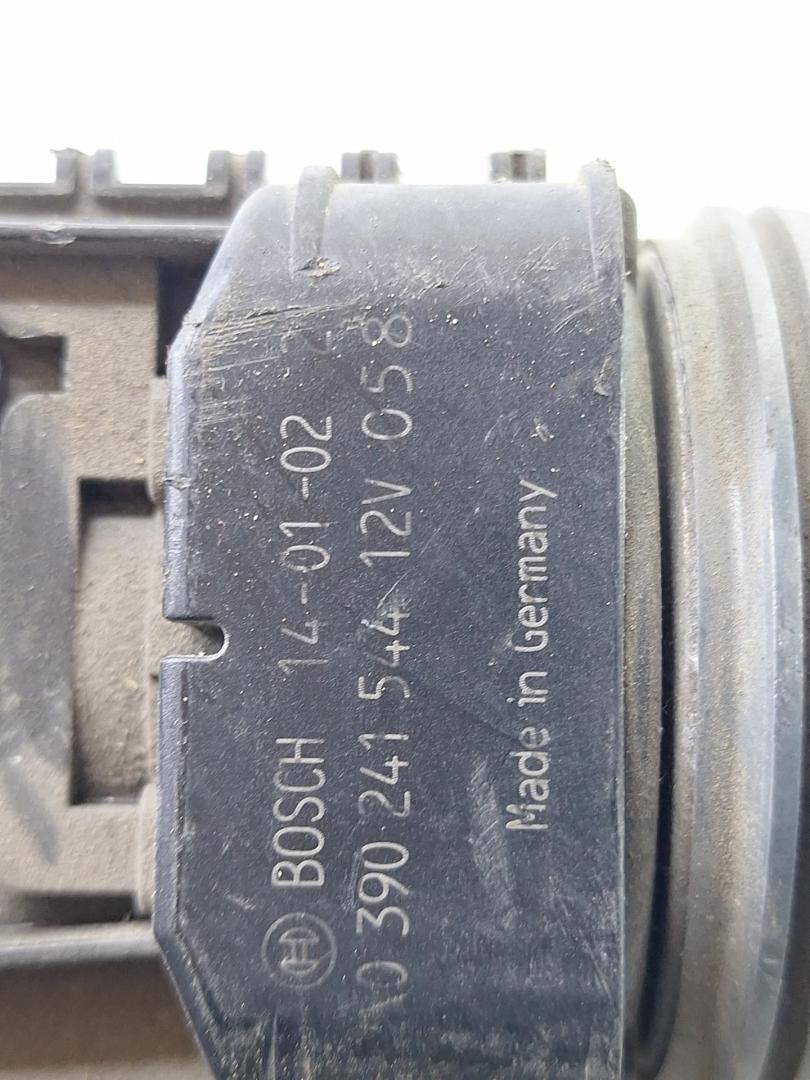 BOSCH 14-01-02
0 390 241 544 12V 058
Made in Germany